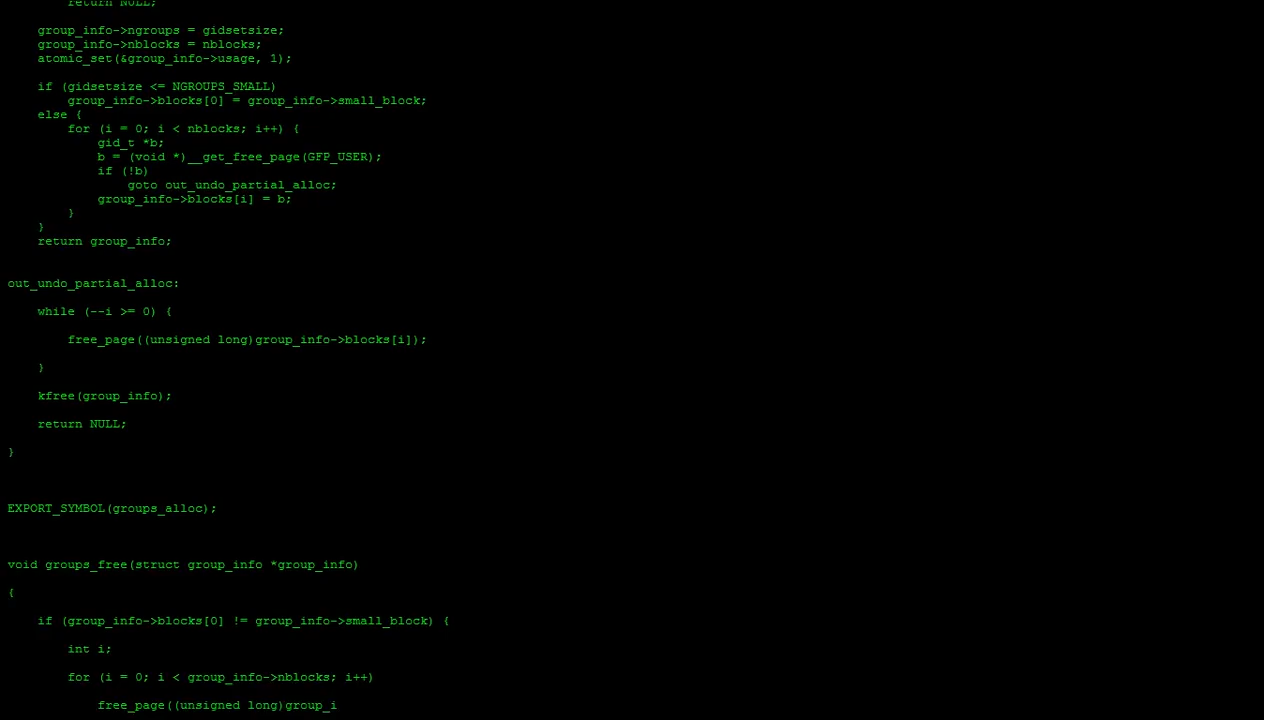 return NULL;
group_info->ngroups = gidsetsize;
group_info->nblocks = nblocks;
atomic_set(&group_info->usage, 1);
if (gidsetsize <= NGROUPS_SMALL)
group_info->blocks[0] = group_info->small_block;
else {
for (i = 0; i < nblocks; i++) {
gid_t *b;
b = (void *)__get_free_page(GFP_USER);
if (!b)
goto out_undo_partial_alloc;
group_info->blocks[i] = b;
}
}
return group_info;
out_undo_partial_alloc:
while (--i >= 0) {
free_page((unsigned long)group_info->blocks[i]);
}
kfree(group_info);
return NULL;
}
EXPORT_SYMBOL(groups_alloc);
void groups_free(struct group_info *group_info)
{
if (group_info->blocks[0] != group_info->small_block) {
int i;
for (i = 0; i < group_info->nblocks; i++)
free_page((unsigned long)group_i